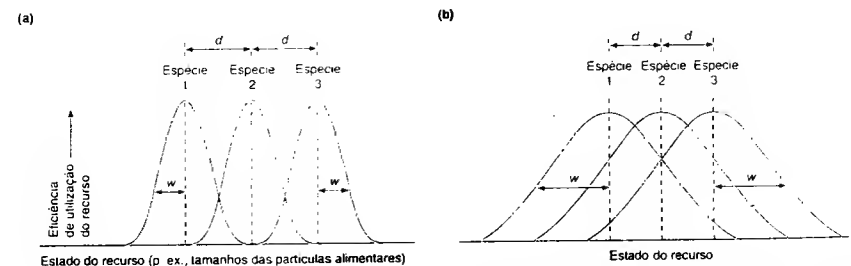 (a)
d d
Espécie Espécie Espécie
1 2 3
w w
Eficiência
de utilização
do recurso
Estado do recurso (p ex., tamanhos das partículas alimentares)
(b)
d d
Espécie Espécie Espécie
1 2 3
w w
Estado do recurso